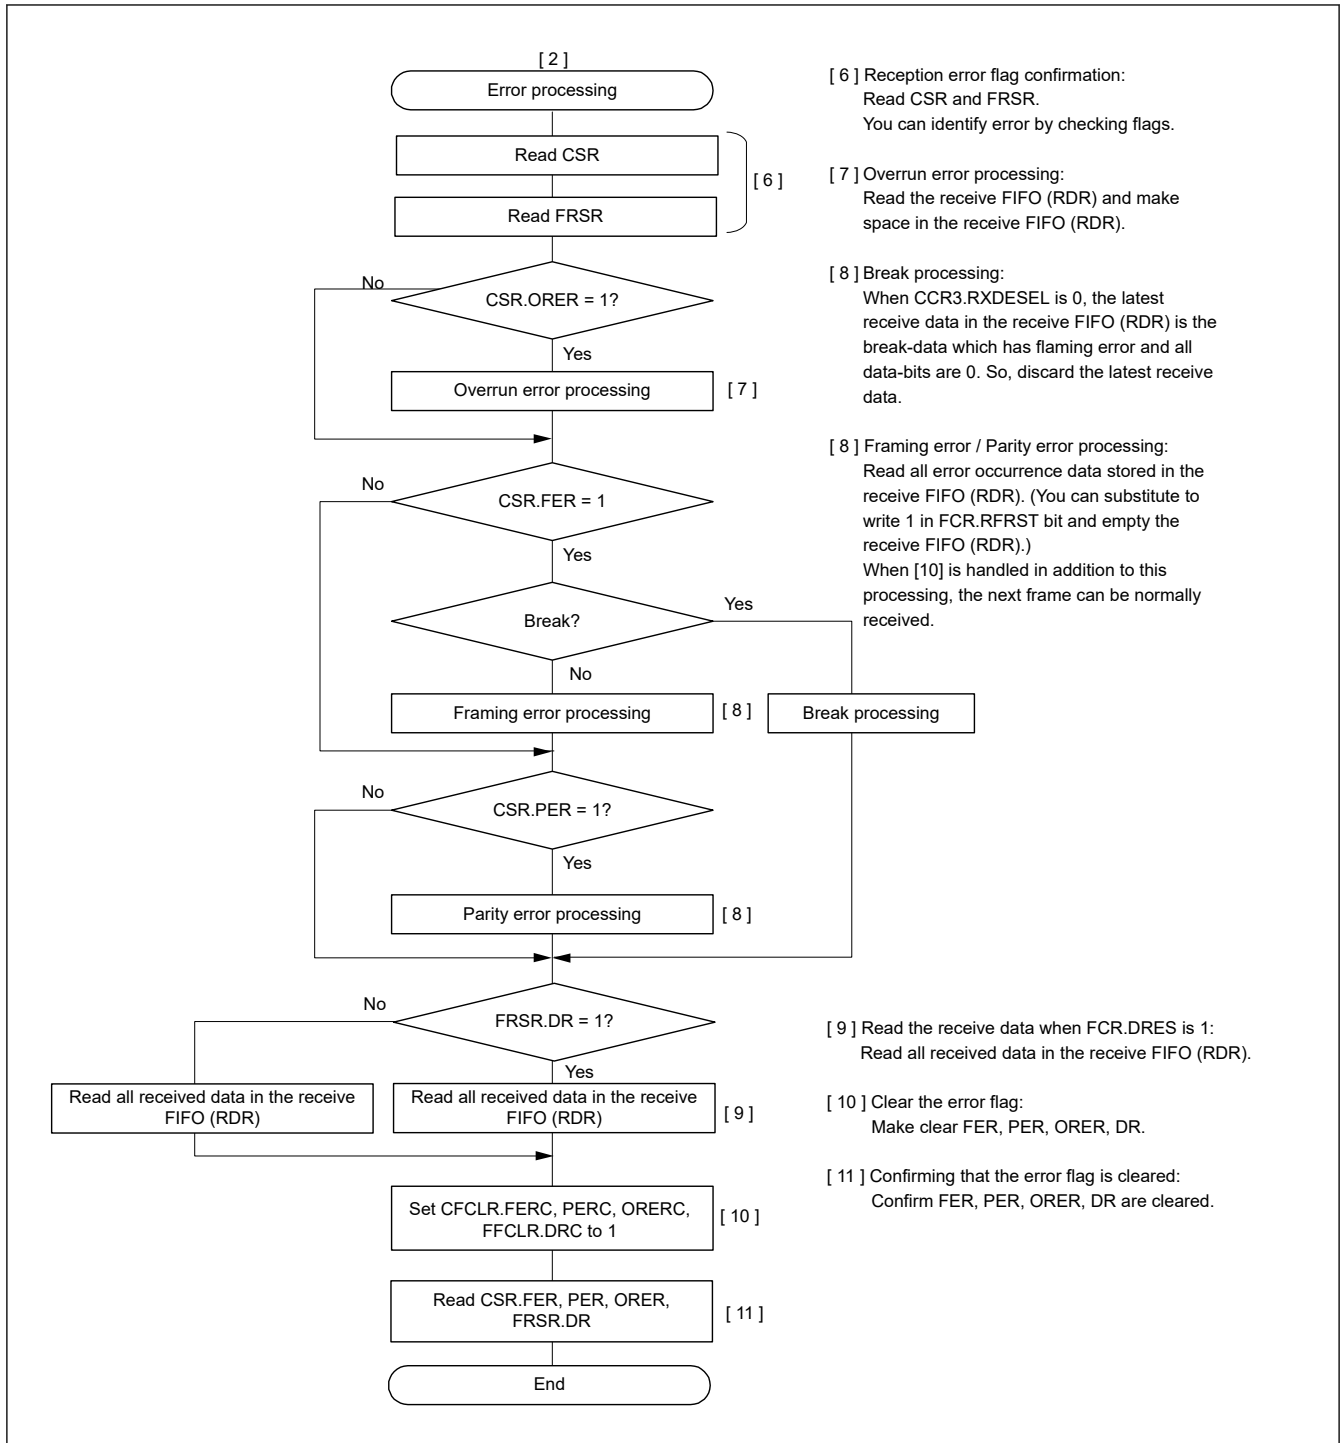 [ 2 ]
Error processing
Read CSR
Read FRSR
[ 6 ]
No
CSR.ORER = 1?
Yes
Overrun error processing
[ 7 ]
No
CSR.FER = 1
Yes
Break?
Yes
No
Framing error processing
[ 8 ]
Break processing
No
CSR.PER = 1?
Yes
Parity error processing
[ 8 ]
No
FRSR.DR = 1?
Yes
Read all received data in the receive
FIFO (RDR)
Read all received data in the receive
FIFO (RDR)
[ 9 ]
Set CFCLR.FERC, PERC, ORERC,
FFCLR.DRC to 1
[ 10 ]
Read CSR.FER, PER, ORER,
FRSR.DR
[ 11 ]
End
[ 6 ] Reception error flag confirmation:
Read CSR and FRSR.
You can identify error by checking flags.
[ 7 ] Overrun error processing:
Read the receive FIFO (RDR) and make
space in the receive FIFO (RDR).
[ 8 ] Break processing:
When CCR3.RXDESEL is 0, the latest
receive data in the receive FIFO (RDR) is the
break-data which has flaming error and all
data-bits are 0. So, discard the latest receive
data.
[ 8 ] Framing error / Parity error processing:
Read all error occurrence data stored in the
receive FIFO (RDR). (You can substitute to
write 1 in FCR.RFRST bit and empty the
receive FIFO (RDR).)
When [10] is handled in addition to this
processing, the next frame can be normally
received.
[ 9 ] Read the receive data when FCR.DRES is 1:
Read all received data in the receive FIFO (RDR).
[ 10 ] Clear the error flag:
Make clear FER, PER, ORER, DR.
[ 11 ] Confirming that the error flag is cleared:
Confirm FER, PER, ORER, DR are cleared.